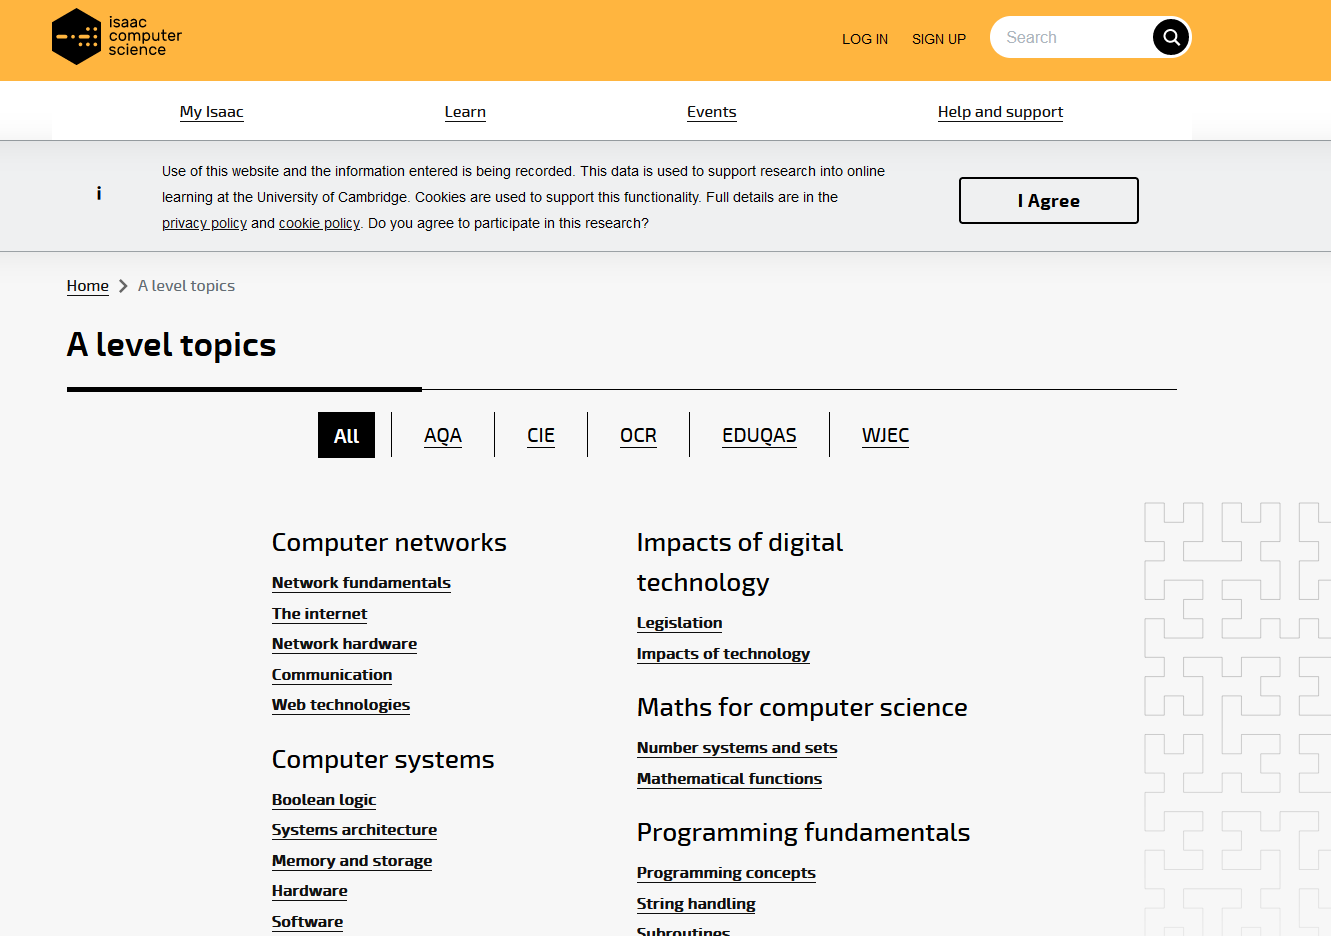 isaac
computer
science
LOG IN
SIGN UP
Search
My Isaac
Learn
Events
Help and support
i
Use of this website and the information entered is being recorded. This data is used to support research into online
learning at the University of Cambridge. Cookies are used to support this functionality. Full details are in the
privacy policy and cookie policy. Do you agree to participate in this research?
I Agree
Home
A level topics
A level topics
All
AQA
CIE
OCR
EDUQAS
WJEC
Computer networks
Network fundamentals
The internet
Network hardware
Communication
Web technologies
Computer systems
Boolean logic
Systems architecture
Memory and storage
Hardware
Software
Impacts of digital
technology
Legislation
Impacts of technology
Maths for computer science
Number systems and sets
Mathematical functions
Programming fundamentals
Programming concepts
String handling
Subroutines